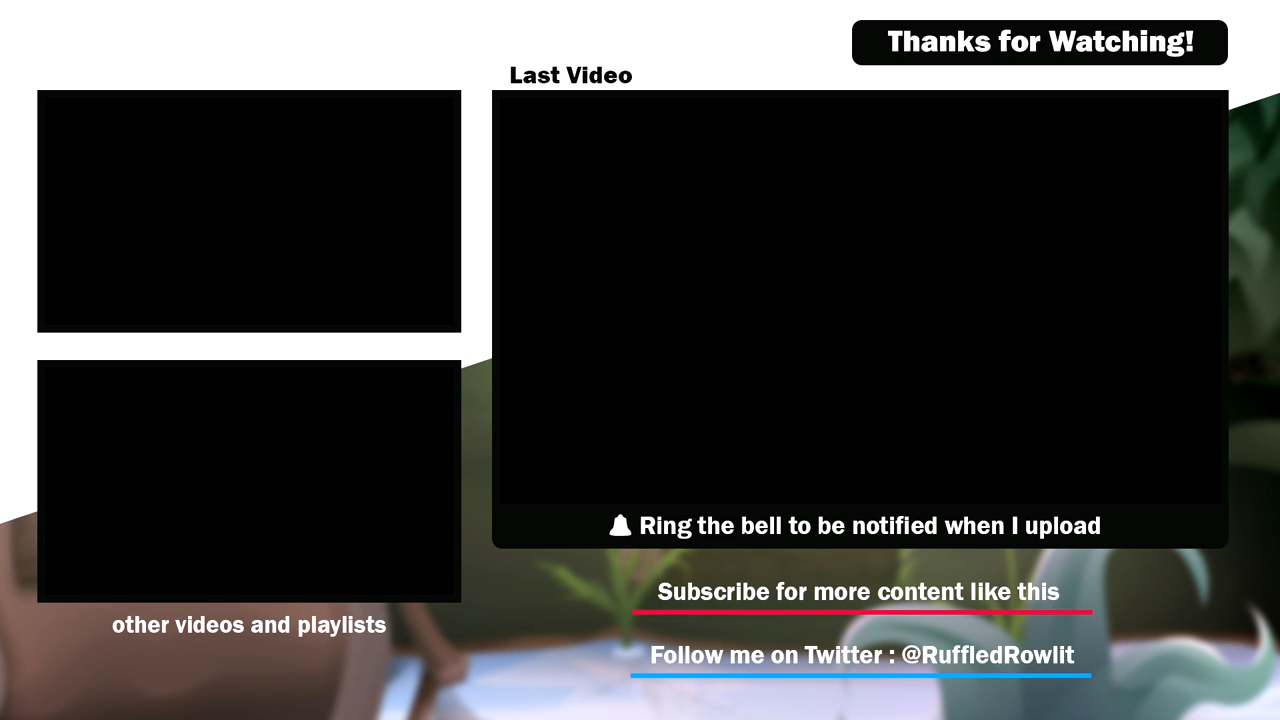 Thanks for Watching!
Last Video
Ring the bell to be notified when I upload
other videos and playlists
Subscribe for more content like this
Follow me on Twitter : @RuffledRowlit